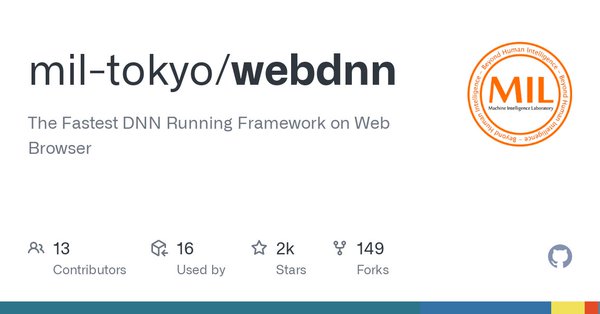 mil-tokyo/webdnn
The Fastest DNN Running Framework on Web
Browser
Beyond Human Intelligence – Beyond Human Intelligence – Beyond Human Intelligence –
MIL
Machine Intelligence Laboratory
13
Contributors
16
Used by
2k
Stars
149
Forks